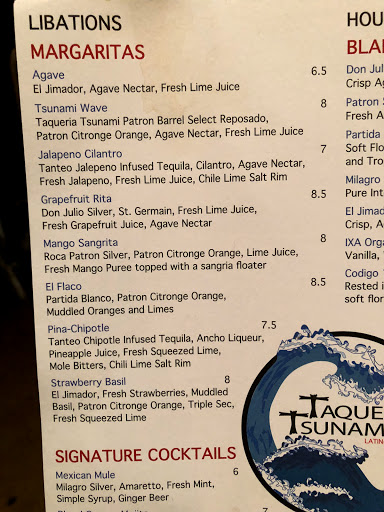 LIBATIONS
MARGARITAS
Agave 6.5
El Jimador, Agave Nectar, Fresh Lime Juice
Tsunami Wave 8
Taqueria Tsunami Patron Barrel Select Reposado,
Patron Citronge Orange, Agave Nectar, Fresh Lime Juice
Jalapeno Cilantro 7
Tanteo Jalepeno Infused Tequila, Cilantro, Agave Nectar,
Fresh Jalapeno, Fresh Lime Juice, Chile Lime Salt Rim
Grapefruit Rita 8.5
Don Julio Silver, St. Germain, Fresh Lime Juice,
Fresh Grapefruit Juice, Agave Nectar
Mango Sangrita 8
Roca Patron Silver, Patron Citronge Orange, Lime Juice,
Fresh Mango Puree topped with a sangria floater
El Flaco 8.5
Partida Blanco, Patron Citronge Orange,
Muddled Oranges and Limes
Pina-Chipotle 7.5
Tanteo Chipotle Infused Tequila, Ancho Liqueur,
Pineapple Juice, Fresh Squeezed Lime,
Mole Bitters, Chili Lime Salt Rim
Strawberry Basil 8
El Jimador, Fresh Strawberries, Muddled
Basil, Patron Citronge Orange, Triple Sec,
Fresh Squeezed Lime
SIGNATURE COCKTAILS
Mexican Mule 6
Milagro Silver, Amaretto, Fresh Mint,
Simple Syrup, Ginger Beer
HOU
BLA
Don Jul
Crisp Ag
Patron
Fresh A
Partida
Soft Flo
and Tro
Milagro
Pure Int
El Jimad
Crisp, A
IXA Orga
Vanilla,
Codigo
Rested i
soft flor
TAQUE
TSUNAM
LATIN